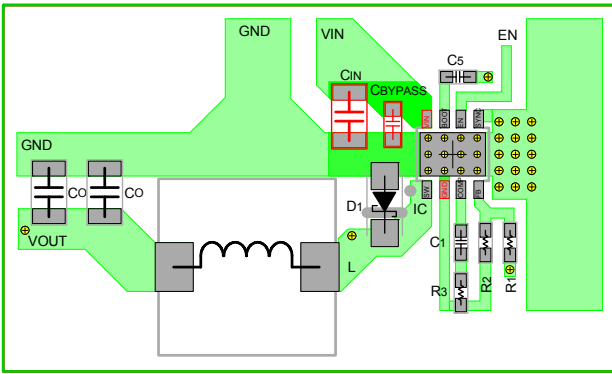 GND
VIN
EN
C5
CIN
CBYPASS
VIN
BOOT
EN
SYNC
GND
CO
CO
D1
IC
SW
GND
COMP
FB
VOUT
L
C1
R3
R2
R1